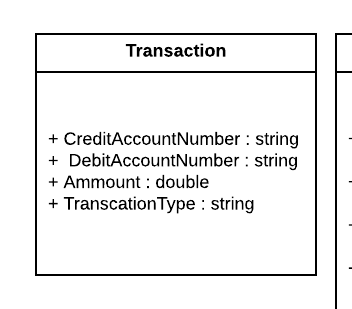 Transaction
+ CreditAccountNumber : string
+ DebitAccountNumber : string
+ Ammount : double
+ TranscationType : string